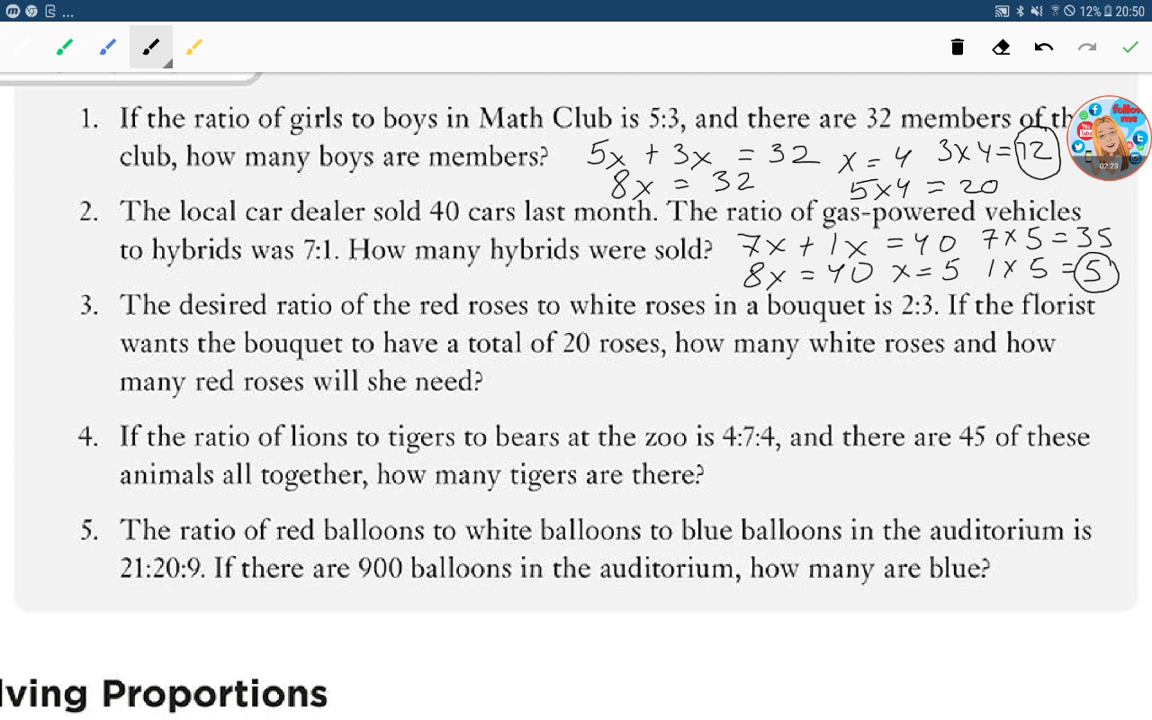 ... 12% 20:50
1. If the ratio of girls to boys in Math Club is 5:3, and there are 32 members of th
club, how many boys are members? 5x + 3x = 32 x = 4 3x4=12
8x = 32 5x4 = 20
2. The local car dealer sold 40 cars last month. The ratio of gas-powered vehicles
to hybrids was 7:1. How many hybrids were sold? 7x + 1x = 40 7x5=35
8x = 40 x=5 1x5=5
3. The desired ratio of the red roses to white roses in a bouquet is 2:3. If the florist
wants the bouquet to have a total of 20 roses, how many white roses and how
many red roses will she need?
4. If the ratio of lions to tigers to bears at the zoo is 4:7:4, and there are 45 of these
animals all together, how many tigers are there?
5. The ratio of red balloons to white balloons to blue balloons in the auditorium is
21:20:9. If there are 900 balloons in the auditorium, how many are blue?
lving Proportions
follow
me
02:23